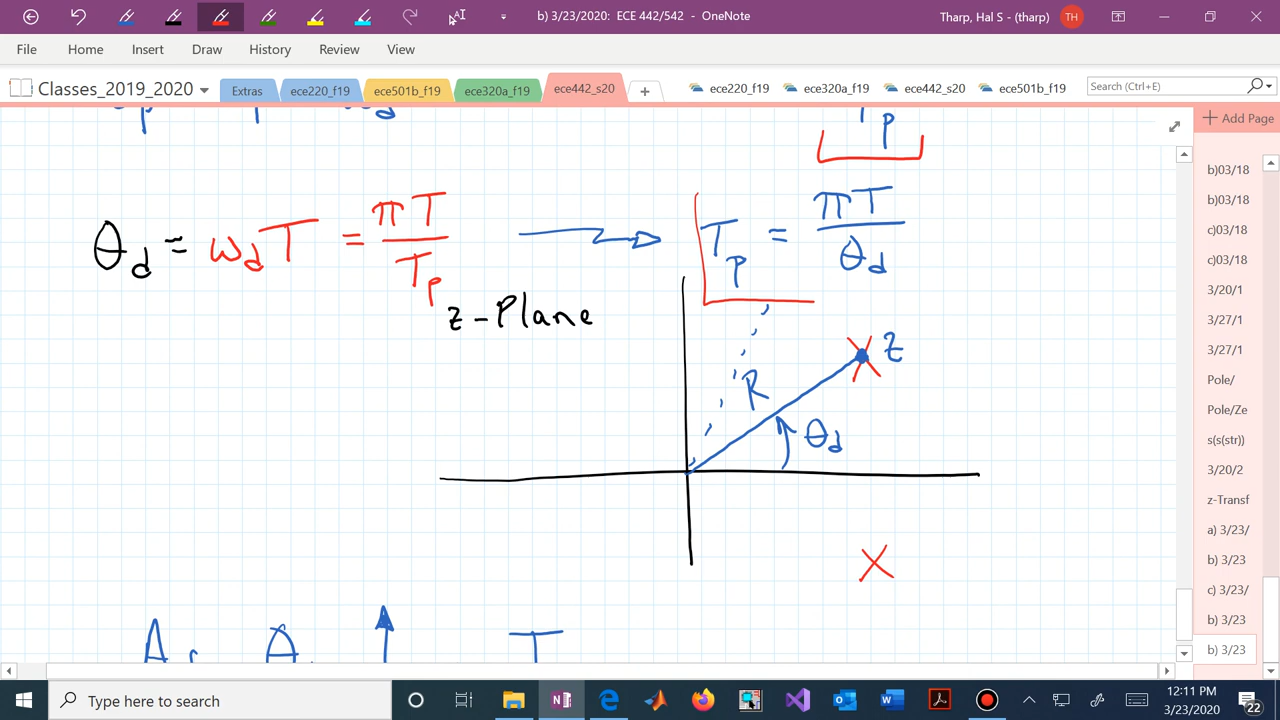 b) 3/23/2020: ECE 442/542 - OneNote
Tharp, Hal S - (tharp) TH
File Home Insert Draw History Review View
Classes_2019_2020 Extras ece220_f19 ece501b_f19 ece320a_f19 ece442_s20 ece220_f19 ece320a_f19 ece442_s20 ece501b_f19 Search (Ctrl+E)
Add Page
b)03/18
b)03/18
c)03/18
c)03/18
3/20/1
3/27/1
3/27/1
Pole/
Pole/Ze
s(s(str))
3/20/2
z-Transf
a) 3/23/
b) 3/23
c) 3/23/
b) 3/23
b) 3/23
θd = ωdT = πT / Tp → Tp = πT / θd
z-Plane
z
R
θd
Type here to search
12:11 PM
3/23/2020
22